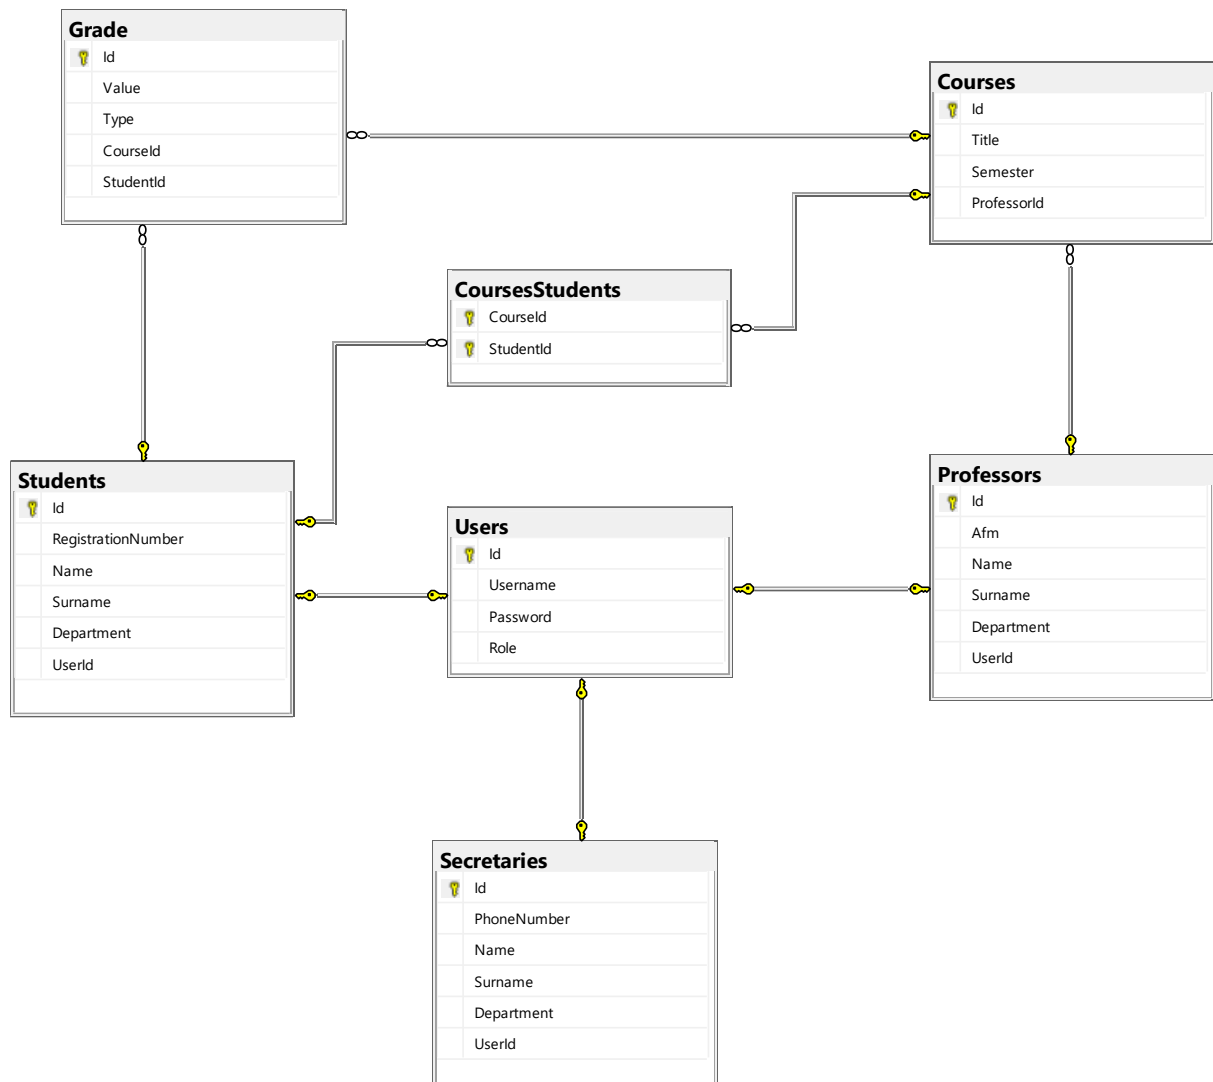 Grade
Id
Value
Type
CourseId
StudentId
Courses
Id
Title
Semester
ProfessorId
CoursesStudents
CourseId
StudentId
Students
Id
RegistrationNumber
Name
Surname
Department
UserId
Users
Id
Username
Password
Role
Professors
Id
Afm
Name
Surname
Department
UserId
Secretaries
Id
PhoneNumber
Name
Surname
Department
UserId